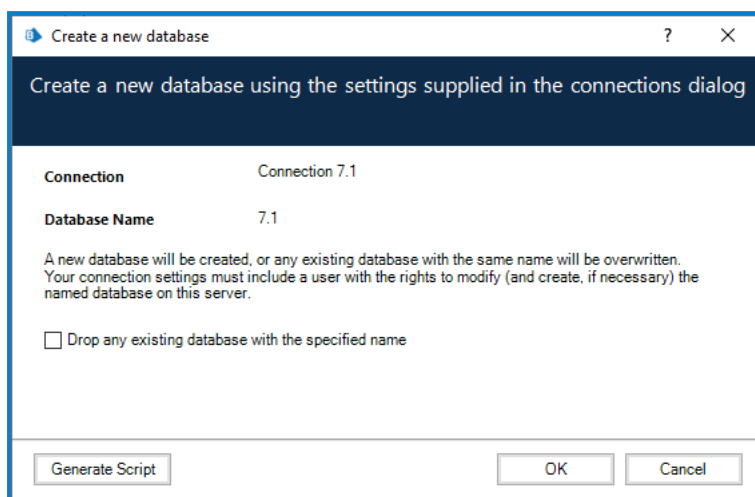 Create a new database
?
Create a new database using the settings supplied in the connections dialog
Connection Connection 7.1
Database Name 7.1
A new database will be created, or any existing database with the same name will be overwritten.
Your connection settings must include a user with the rights to modify (and create, if necessary) the
named database on this server.
Drop any existing database with the specified name
Generate Script OK Cancel